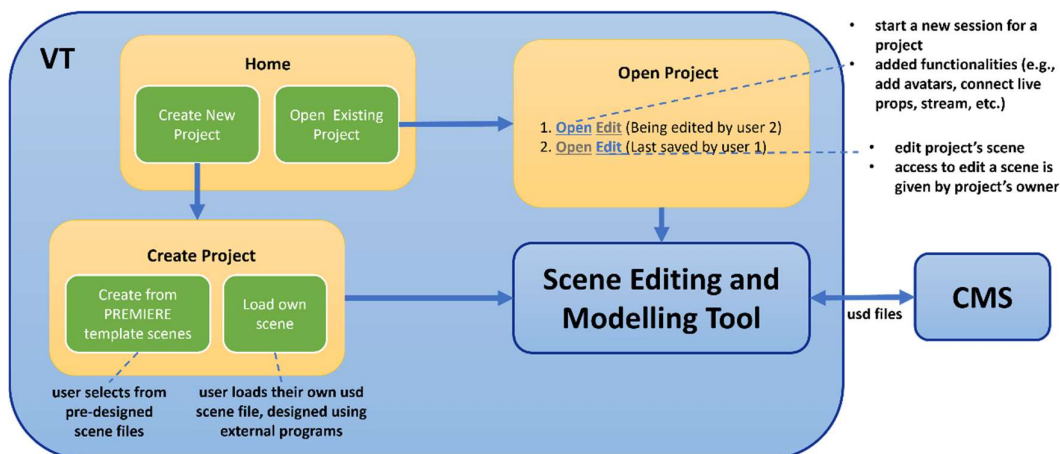 VT
Home
Create New
Project
Open Existing
Project
Open Project
1. Open Edit (Being edited by user 2)
2. Open Edit (Last saved by user 1)
• start a new session for a
project
• added functionalities (e.g.,
add avatars, connect live
props, stream, etc.)
• edit project's scene
• access to edit a scene is
given by project's owner
Create Project
Create from
PREMIERE
template scenes
Load own
scene
user selects from
pre-designed
scene files
user loads their own usd
scene file, designed using
external programs
Scene Editing and
Modelling Tool
usd files
CMS